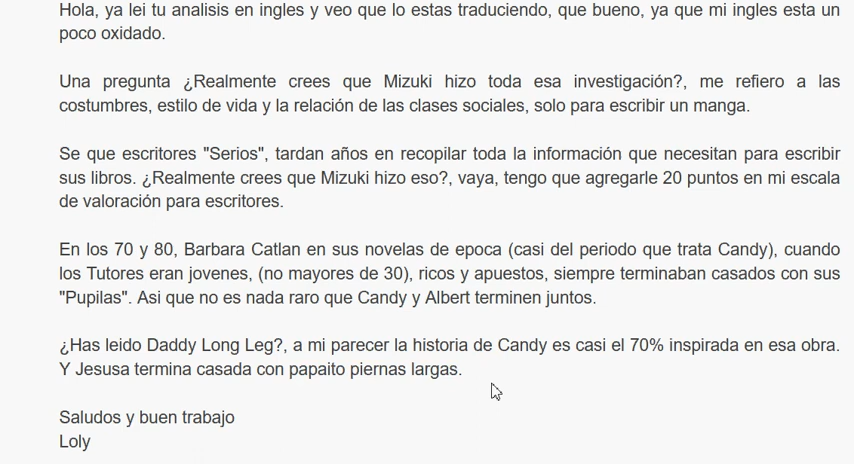 Hola, ya lei tu analisis en ingles y veo que lo estas traduciendo, que bueno, ya que mi ingles esta un
poco oxidado.
Una pregunta ¿Realmente crees que Mizuki hizo toda esa investigación?, me refiero a las
costumbres, estilo de vida y la relación de las clases sociales, solo para escribir un manga.
Se que escritores "Serios", tardan años en recopilar toda la información que necesitan para escribir
sus libros. ¿Realmente crees que Mizuki hizo eso?, vaya, tengo que agregarle 20 puntos en mi escala
de valoración para escritores.
En los 70 y 80, Barbara Catlan en sus novelas de epoca (casi del periodo que trata Candy), cuando
los Tutores eran jovenes, (no mayores de 30), ricos y apuestos, siempre terminaban casados con sus
"Pupilas". Asi que no es nada raro que Candy y Albert terminen juntos.
¿Has leido Daddy Long Leg?, a mi parecer la historia de Candy es casi el 70% inspirada en esa obra.
Y Jesusa termina casada con papaito piernas largas.
Saludos y buen trabajo
Loly